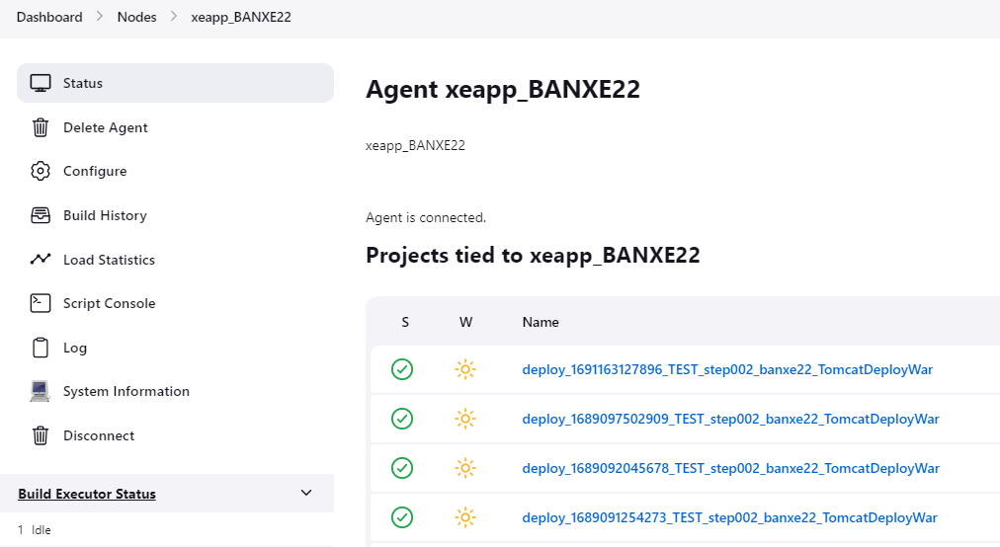 Dashboard > Nodes > xeapp_BANXE22
Status
Delete Agent
Configure
Build History
Load Statistics
Script Console
Log
System Information
Disconnect
Build Executor Status
1 Idle
Agent xeapp_BANXE22
xeapp_BANXE22
Agent is connected.
Projects tied to xeapp_BANXE22
S W Name
deploy_1691163127896_TEST_step002_banxe22_TomcatDeployWar
deploy_1689097502909_TEST_step002_banxe22_TomcatDeployWar
deploy_1689092045678_TEST_step002_banxe22_TomcatDeployWar
deploy_1689091254273_TEST_step002_banxe22_TomcatDeployWar